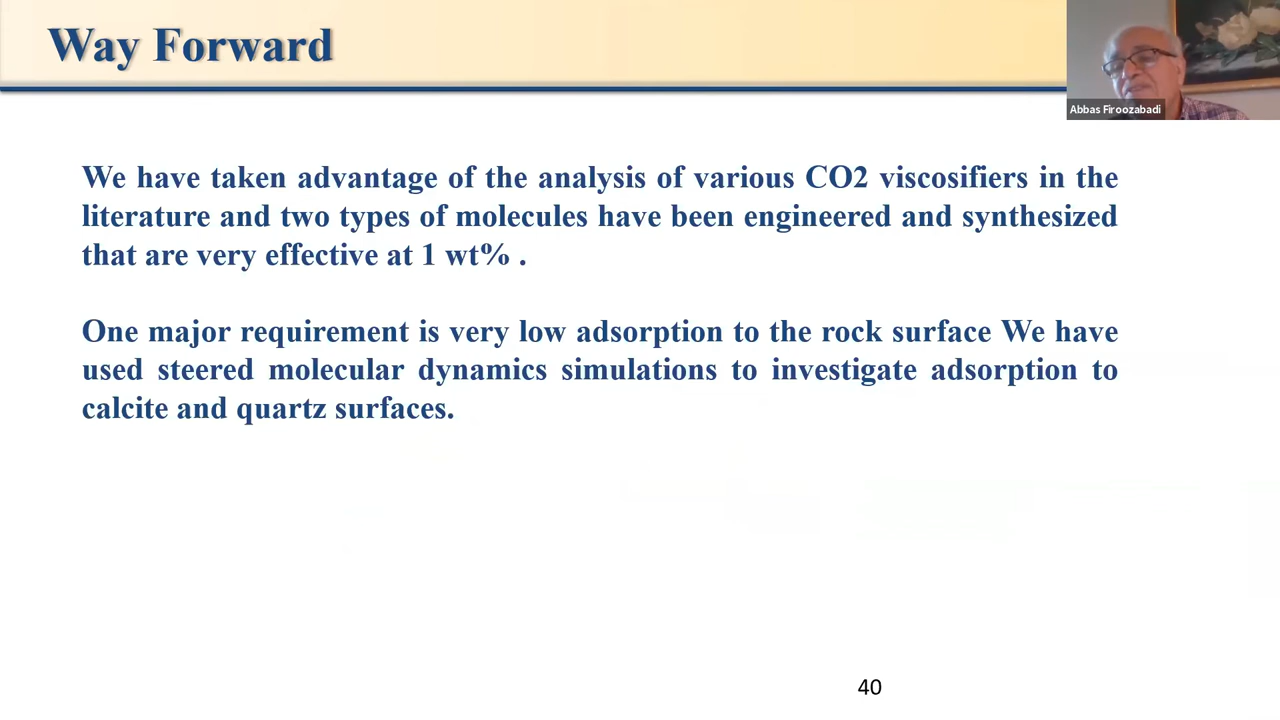 Way Forward
Abbas Firoozabadi
We have taken advantage of the analysis of various CO2 viscosifiers in the
literature and two types of molecules have been engineered and synthesized
that are very effective at 1 wt% .
One major requirement is very low adsorption to the rock surface We have
used steered molecular dynamics simulations to investigate adsorption to
calcite and quartz surfaces.
40